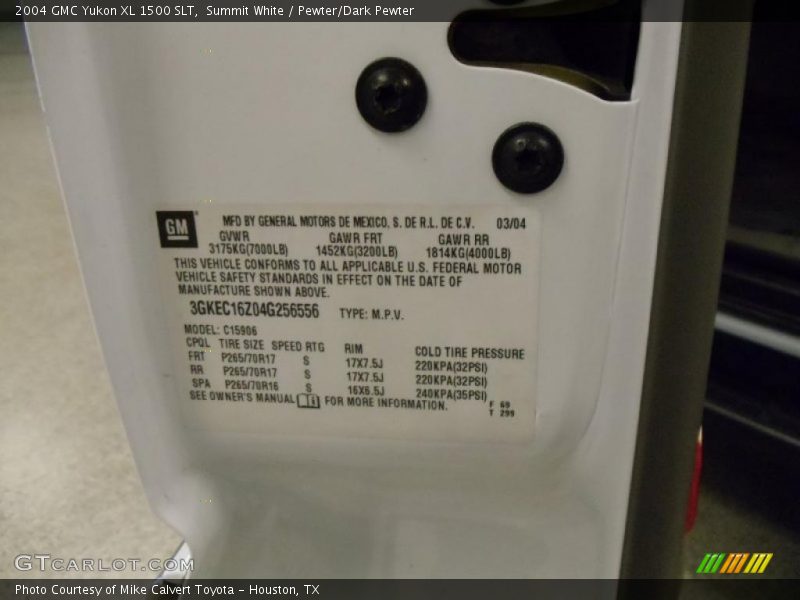 2004 GMC Yukon XL 1500 SLT,  Summit White / Pewter/Dark Pewter
GM
MFD BY GENERAL MOTORS DE MEXICO, S. DE R.L. DE C.V. 03/04
GVWR GAWR FRT GAWR RR
3175KG(7000LB) 1452KG(3200LB) 1814KG(4000LB)
THIS VEHICLE CONFORMS TO ALL APPLICABLE U.S. FEDERAL MOTOR
VEHICLE SAFETY STANDARDS IN EFFECT ON THE DATE OF
MANUFACTURE SHOWN ABOVE.
3GKEC16Z04G256556 TYPE: M.P.V.
MODEL: C15906
CPQL TIRE SIZE SPEED RTG RIM COLD TIRE PRESSURE
FRT P265/70R17 S 17X7.5J 220KPA(32PSI)
RR P265/70R17 S 17X7.5J 220KPA(32PSI)
SPA P265/70R16 S 16X6.5J 240KPA(35PSI)
SEE OWNER'S MANUAL FOR MORE INFORMATION.
F 69
T 299
GTCARLOT.COM
Photo Courtesy of Mike Calvert Toyota – Houston, TX